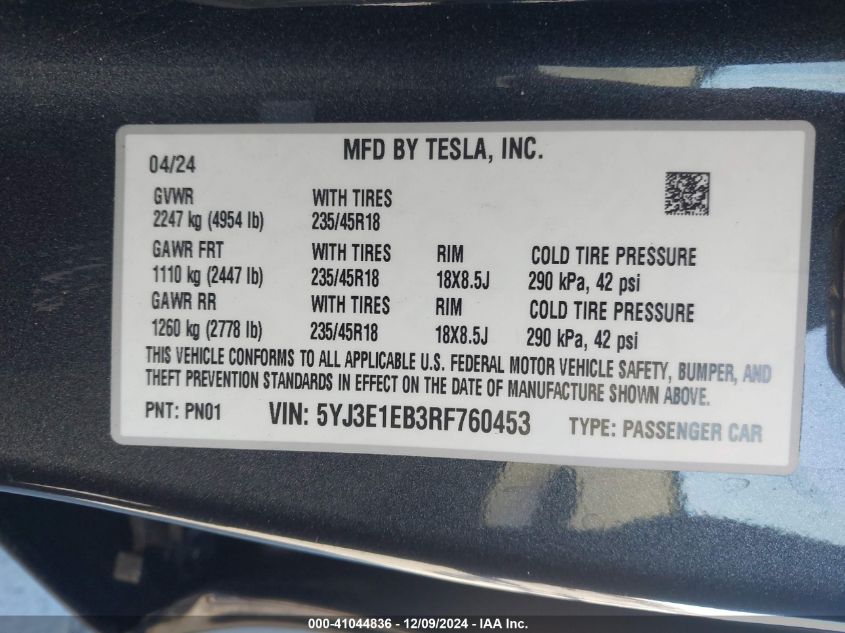 MFD BY TESLA, INC.
04/24
GVWR WITH TIRES
2247 kg (4954 lb) 235/45R18
GAWR FRT WITH TIRES RIM COLD TIRE PRESSURE
1110 kg (2447 lb) 235/45R18 18X8.5J 290 kPa, 42 psi
GAWR RR WITH TIRES RIM COLD TIRE PRESSURE
1260 kg (2778 lb) 235/45R18 18X8.5J 290 kPa, 42 psi
THIS VEHICLE CONFORMS TO ALL APPLICABLE U.S. FEDERAL MOTOR VEHICLE SAFETY, BUMPER, AND
THEFT PREVENTION STANDARDS IN EFFECT ON THE DATE OF MANUFACTURE SHOWN ABOVE.
PNT: PN01 VIN: 5YJ3E1EB3RF760453 TYPE: PASSENGER CAR
000-41044836 - 12/09/2024 - IAA Inc.